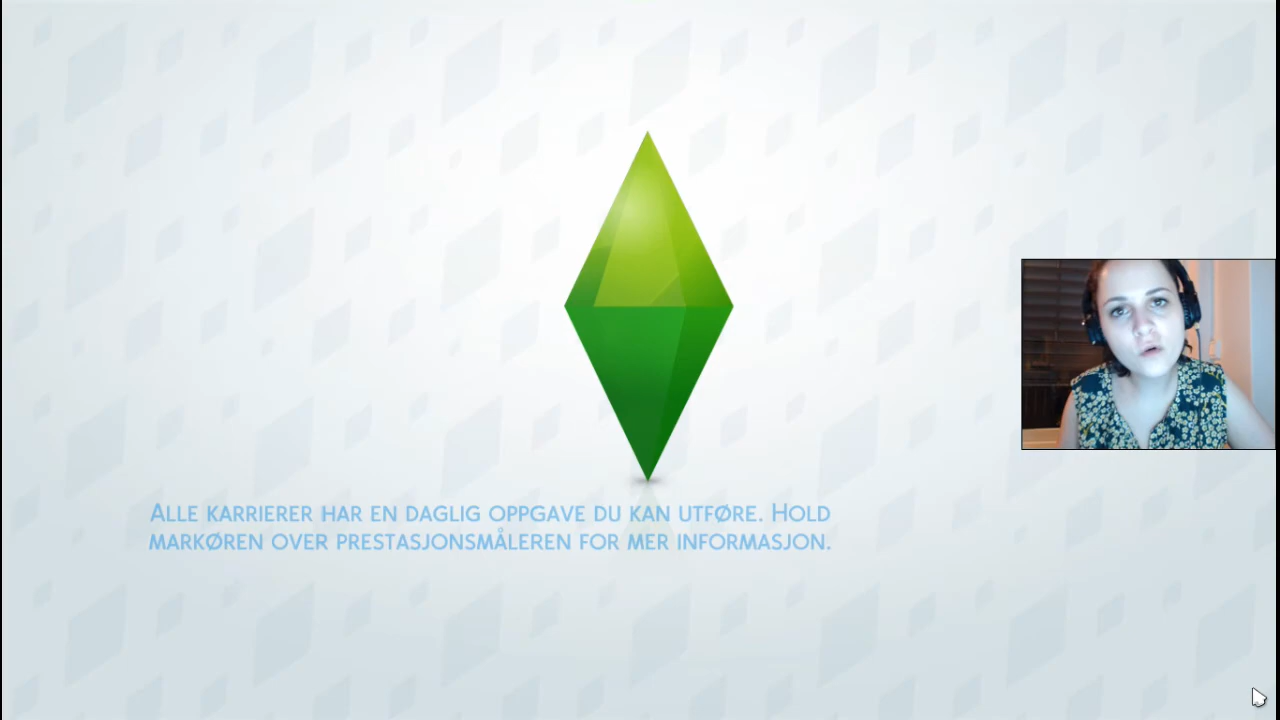 Alle karrierer har en daglig oppgave du kan utføre. Hold
markøren over prestasjonsmåleren for mer informasjon.